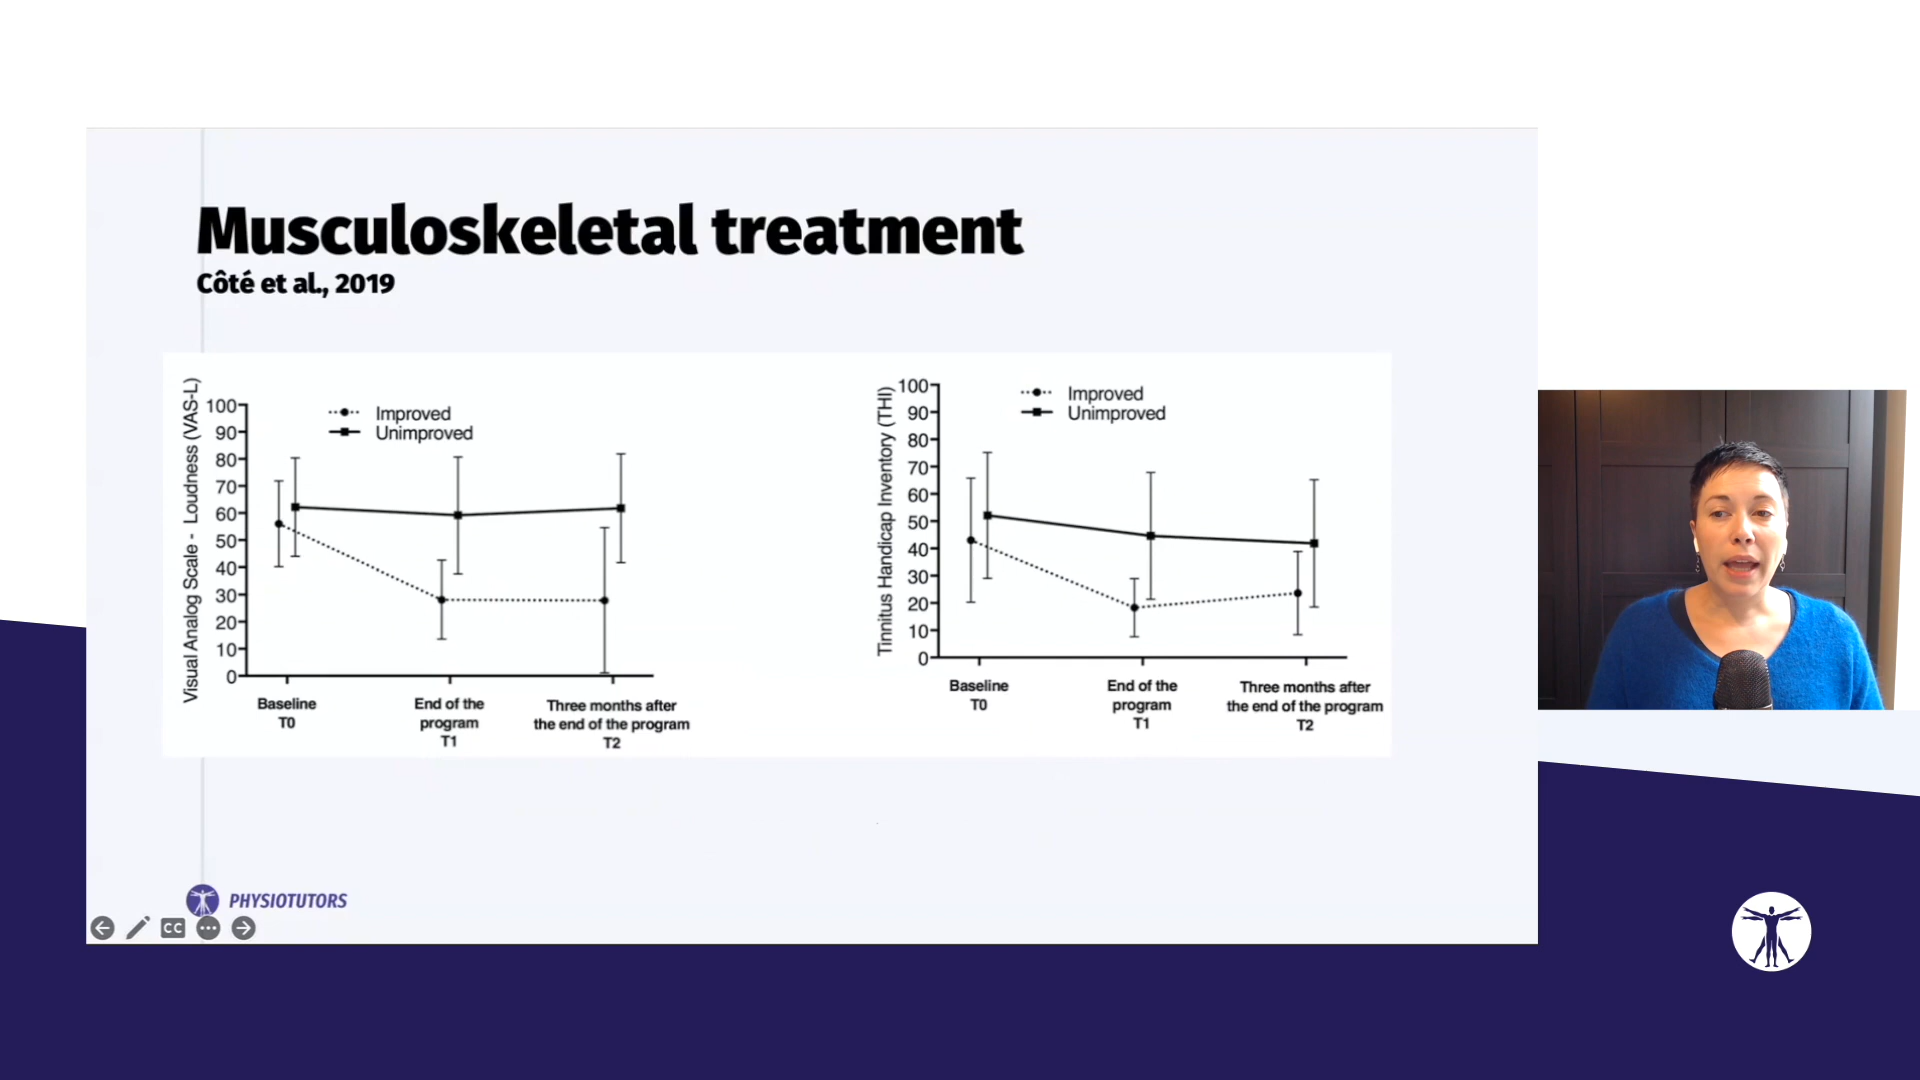 Musculoskeletal treatment
Côté et al., 2019
Visual Analog Scale - Loudness (VAS-L)
100
90
80
70
60
50
40
30
20
10
0
Improved
Unimproved
Baseline
T0
End of the
program
T1
Three months after
the end of the program
T2
Tinnitus Handicap Inventory (THI)
100
90
80
70
60
50
40
30
20
10
0
Improved
Unimproved
Baseline
T0
End of the
program
T1
Three months after
the end of the program
T2
PHYSIOTUTORS
CC